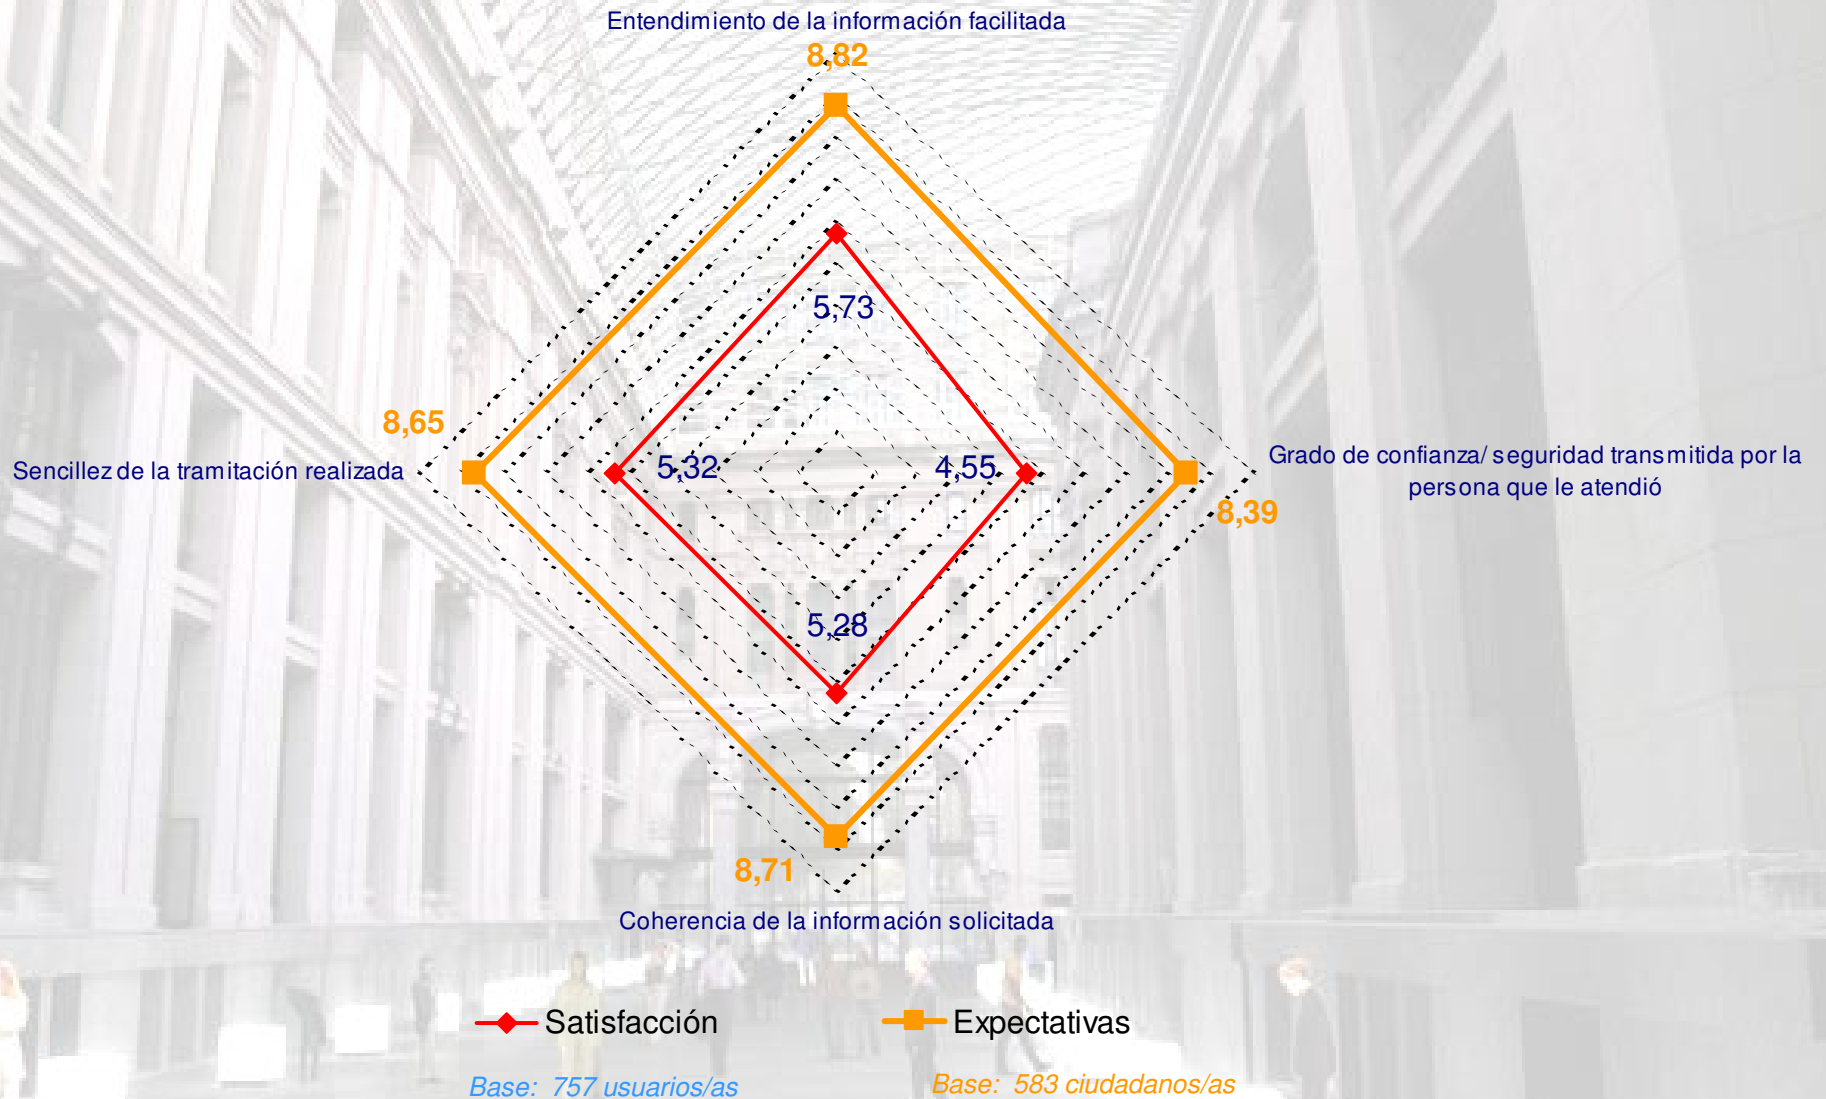 Entendimiento de la información facilitada
8,82
5,73
8,65
Sencillez de la tramitación realizada
5,32
4,55
Grado de confianza/ seguridad transmitida por la
persona que le atendió
8,39
5,28
8,71
Coherencia de la información solicitada
Satisfacción
Expectativas
Base: 757 usuarios/as
Base: 583 ciudadanos/as